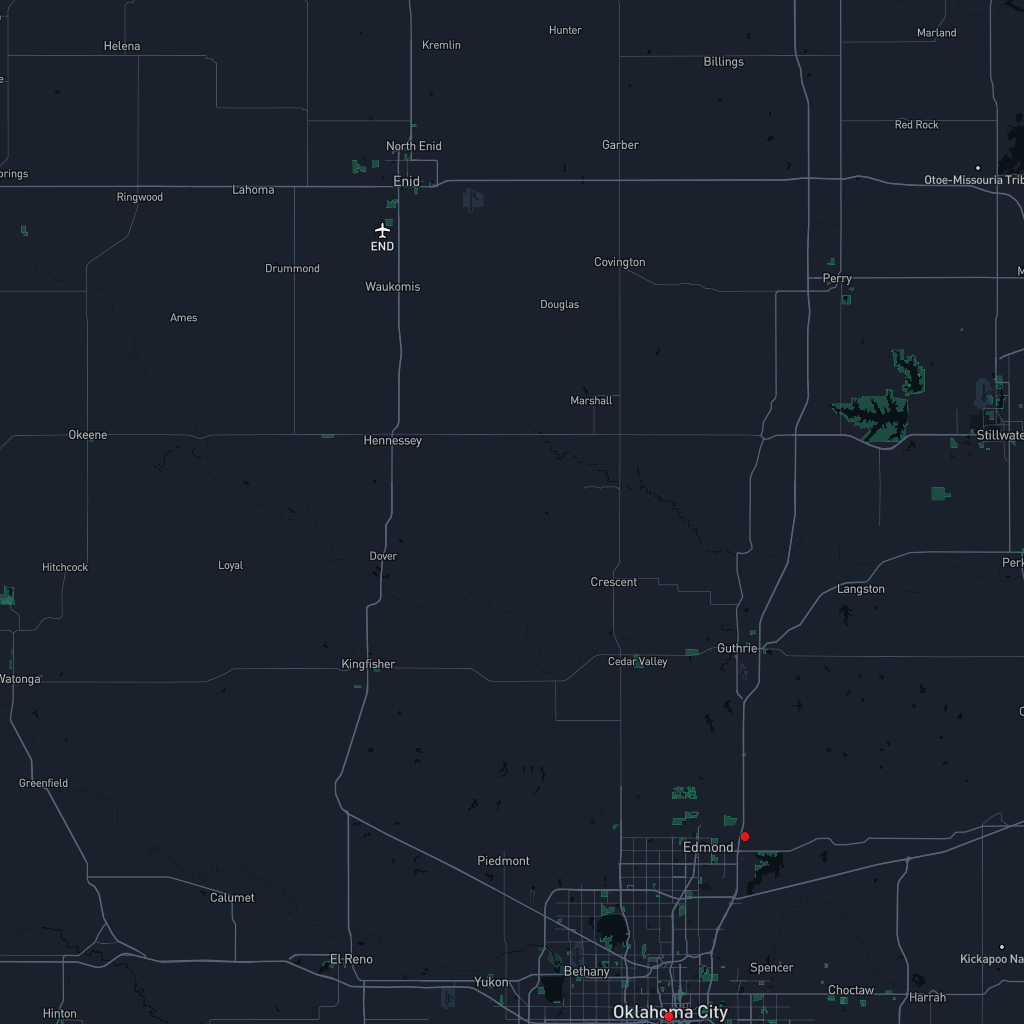 Hunter
Marland
Helena
Kremlin
Billings
Red Rock
North Enid
Garber
Enid
Otoe-Missouria Trib
prings
Lahoma
Ringwood
END
Covington
Drummond
Perry
M
Waukomis
Douglas
Ames
Marshall
Okeene
Hennessey
Stillwate
Dover
Perk
Hitchcock
Loyal
Crescent
Langston
Guthrie
Kingfisher
Cedar Valley
Watonga
Greenfield
Edmond
Piedmont
Calumet
El Reno
Kickapoo Na
Bethany
Spencer
Yukon
Choctaw
Harrah
Hinton
Oklahoma City